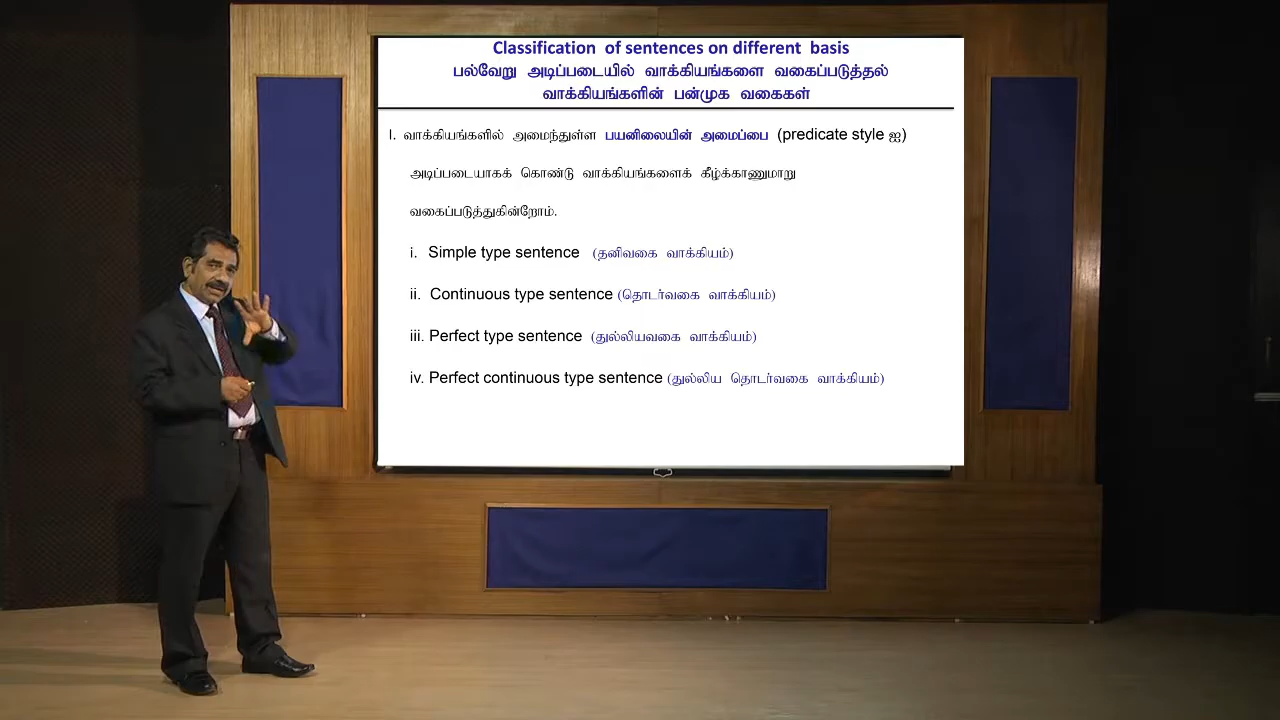 Classification of sentences on different basis
பல்வேறு அடிப்படையில் வாக்கியங்களை வகைப்படுத்தல்
வாக்கியங்களின் பன்முக வகைகள்
I. வாக்கியங்களில் அமைந்துள்ள பயனிலையின் அமைப்பை (predicate style ஐ)
அடிப்படையாகக் கொண்டு வாக்கியங்களைக் கீழ்க்காணுமாறு
வகைப்படுத்துகின்றோம்.
i. Simple type sentence (தனிவகை வாக்கியம்)
ii. Continuous type sentence (தொடர்வகை வாக்கியம்)
iii. Perfect type sentence (துல்லியவகை வாக்கியம்)
iv. Perfect continuous type sentence (துல்லிய தொடர்வகை வாக்கியம்)